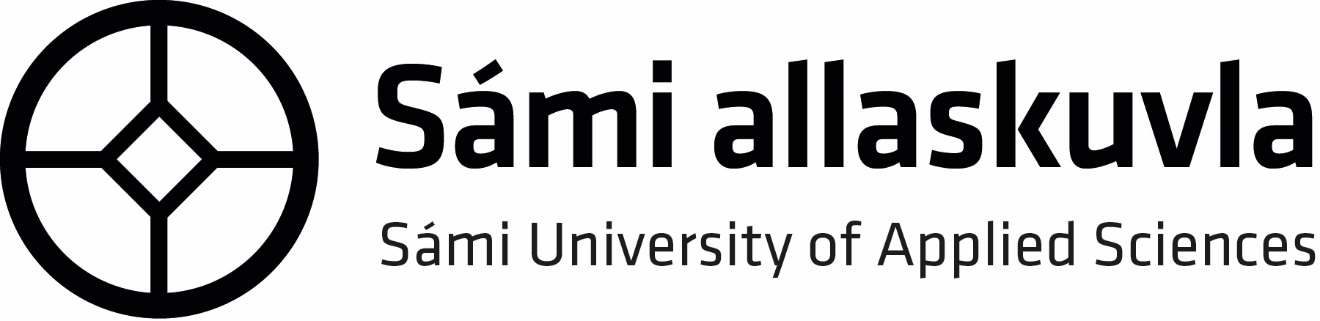 Sámi allaskuvla
Sámi University of Applied Sciences